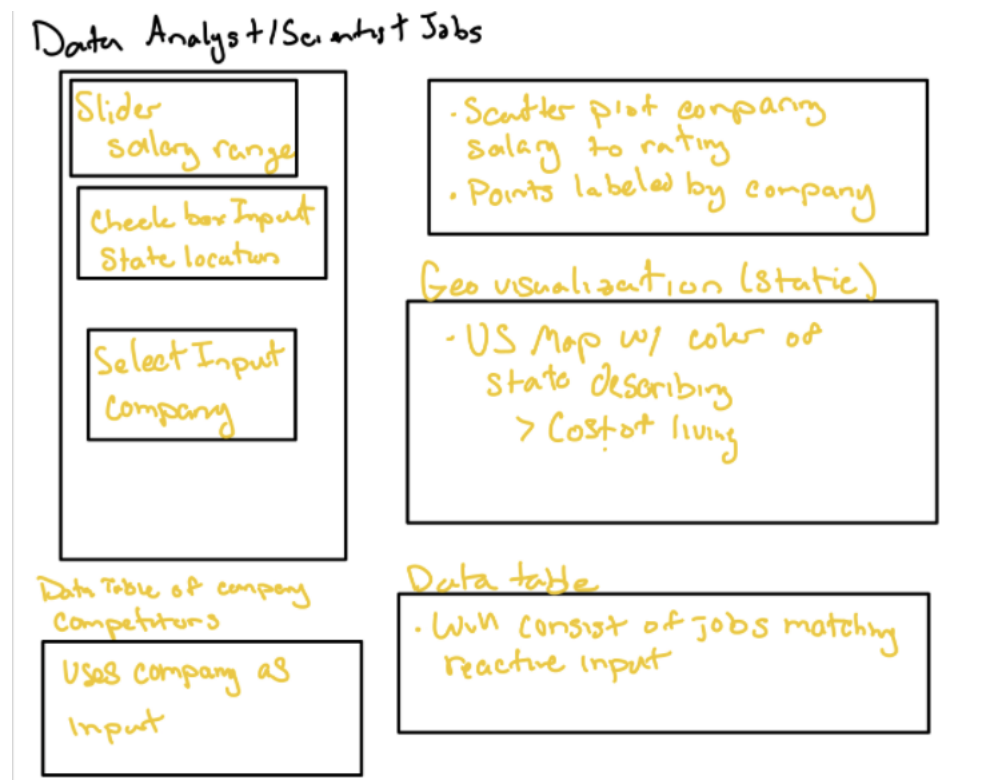 Data Analyst/Scientist Jobs
Slider
salary range
Check box Input
State location
Select Input
Company
Data Table of company
Competitors
Uses company as
Input
· Scatter plot comparing
salary to rating
· Points labeled by company
Geo visualization (static)
· US Map w/ color of
state describing
> Cost of living
Data table
· Will consist of jobs matching
reactive input